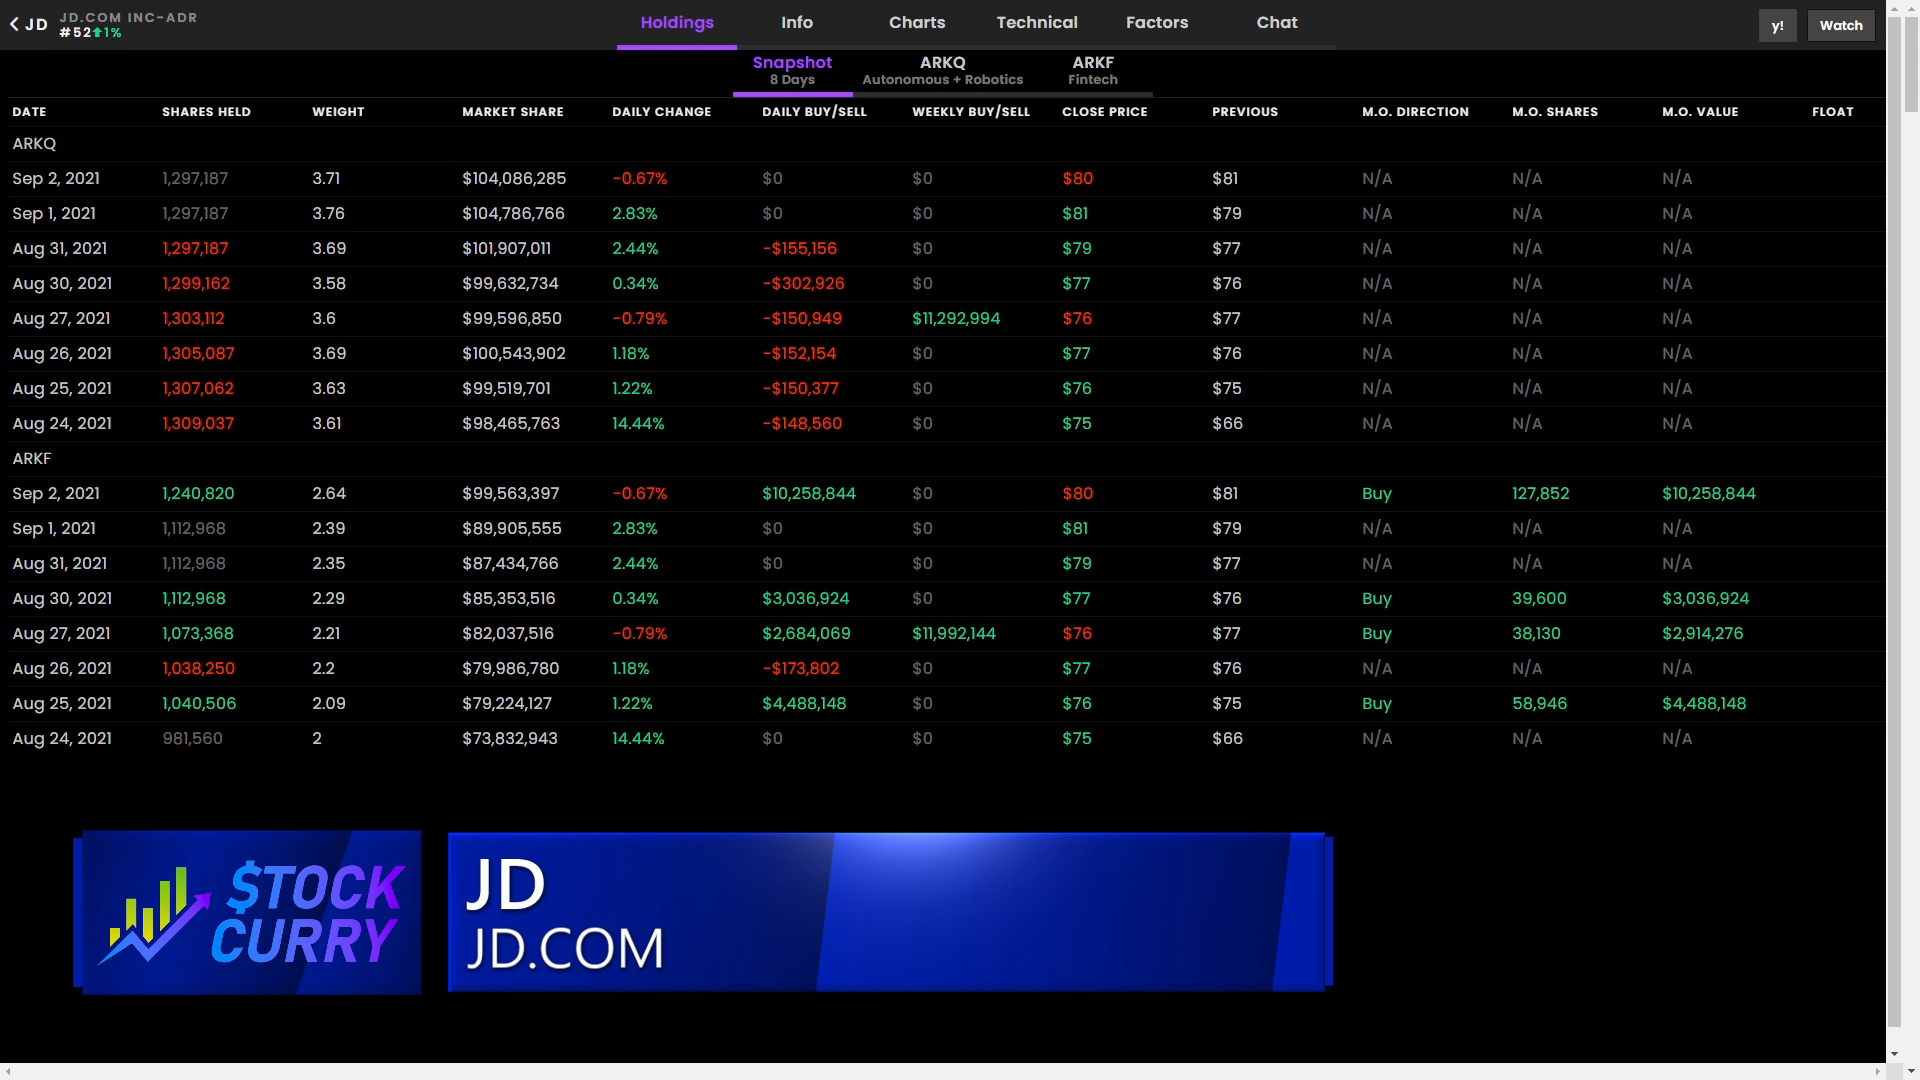 JD
JD.COM INC-ADR
#52⬆1%
Holdings Info Charts Technical Factors Chat
y! Watch
Snapshot ARKQ ARKF
8 Days Autonomous + Robotics Fintech
DATE SHARES HELD WEIGHT MARKET SHARE DAILY CHANGE DAILY BUY/SELL WEEKLY BUY/SELL CLOSE PRICE PREVIOUS M.O. DIRECTION M.O. SHARES M.O. VALUE FLOAT
ARKQ
Sep 2, 2021 1,297,187 3.71 $104,086,285 -0.67% $0 $0 $80 $81 N/A N/A N/A
Sep 1, 2021 1,297,187 3.76 $104,786,766 2.83% $0 $0 $81 $79 N/A N/A N/A
Aug 31, 2021 1,297,187 3.69 $101,907,011 2.44% -$155,156 $0 $79 $77 N/A N/A N/A
Aug 30, 2021 1,299,162 3.58 $99,632,734 0.34% -$302,926 $0 $77 $76 N/A N/A N/A
Aug 27, 2021 1,303,112 3.6 $99,596,850 -0.79% -$150,949 $11,292,994 $76 $77 N/A N/A N/A
Aug 26, 2021 1,305,087 3.69 $100,543,902 1.18% -$152,154 $0 $77 $76 N/A N/A N/A
Aug 25, 2021 1,307,062 3.63 $99,519,701 1.22% -$150,377 $0 $76 $75 N/A N/A N/A
Aug 24, 2021 1,309,037 3.61 $98,465,763 14.44% -$148,560 $0 $75 $66 N/A N/A N/A
ARKF
Sep 2, 2021 1,240,820 2.64 $99,563,397 -0.67% $10,258,844 $0 $80 $81 Buy 127,852 $10,258,844
Sep 1, 2021 1,112,968 2.39 $89,905,555 2.83% $0 $0 $81 $79 N/A N/A N/A
Aug 31, 2021 1,112,968 2.35 $87,434,766 2.44% $0 $0 $79 $77 N/A N/A N/A
Aug 30, 2021 1,112,968 2.29 $85,353,516 0.34% $3,036,924 $0 $77 $76 Buy 39,600 $3,036,924
Aug 27, 2021 1,073,368 2.21 $82,037,516 -0.79% $2,684,069 $11,992,144 $76 $77 Buy 38,130 $2,914,276
Aug 26, 2021 1,038,250 2.2 $79,986,780 1.18% -$173,802 $0 $77 $76 N/A N/A N/A
Aug 25, 2021 1,040,506 2.09 $79,224,127 1.22% $4,488,148 $0 $76 $75 Buy 58,946 $4,488,148
Aug 24, 2021 981,560 2 $73,832,943 14.44% $0 $0 $75 $66 N/A N/A N/A
$TOCK
CURRY
JD
JD.COM